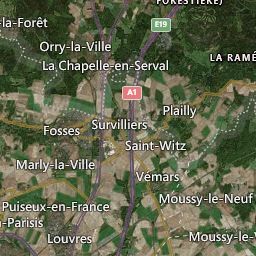 FORESTIÈRE)
E19
-la-Forêt
Orry-la-Ville
LA RAMÉ
La Chapelle-en-Serval
A1
Plailly
Survilliers
Fosses
Saint-Witz
Marly-la-Ville
Vémars
Moussy-le-Neuf
Puiseux-en-France
-Parisis
Louvres
Moussy-le-V